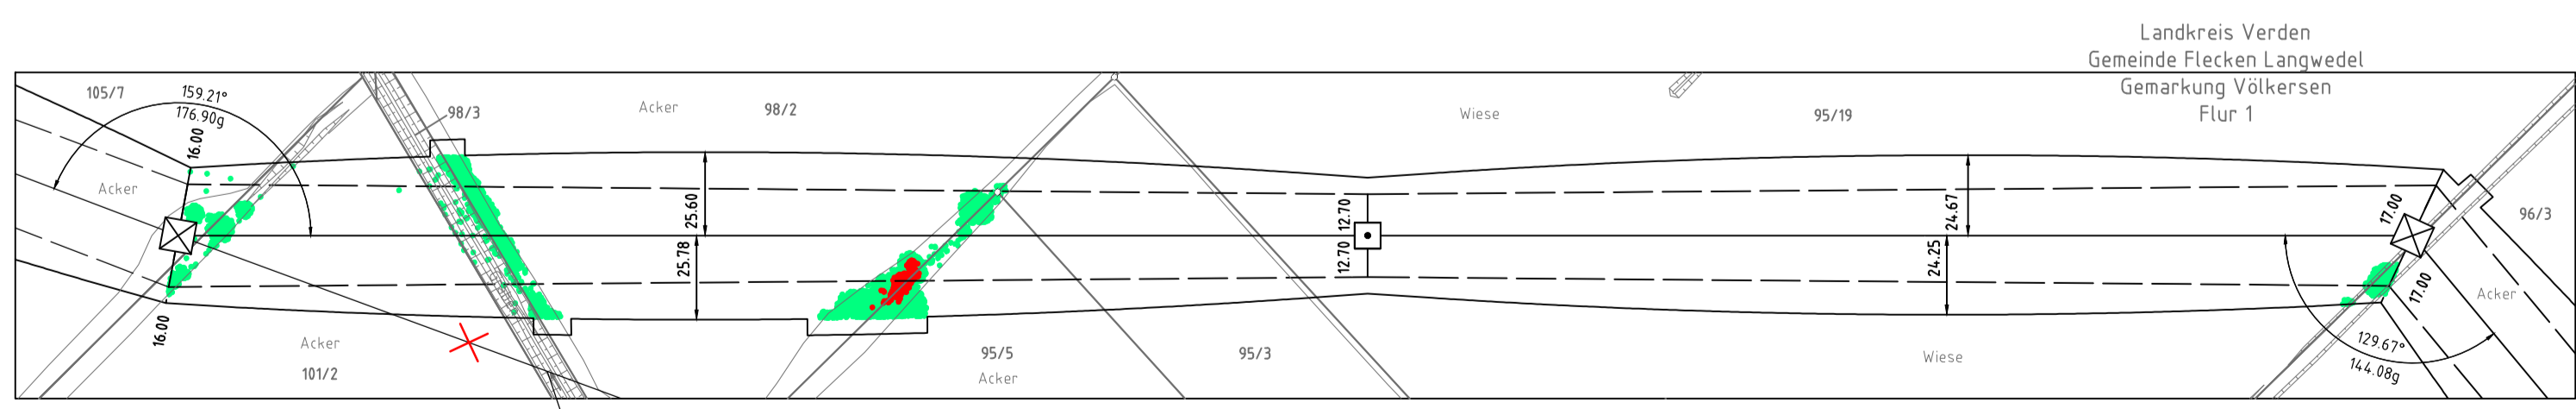 Landkreis Verden
Gemeinde Flecken Langwedel
Gemarkung Völkersen
Flur 1
105/7
159.21°
176.90g
16.00
Acker
16.00
98/3
Acker
98/2
Wiese
95/19
25.60
25.78
12.70
12.70
24.67
24.25
17.00
17.00
96/3
Acker
Acker
101/2
95/5
Acker
95/3
Wiese
129.67°
144.08g